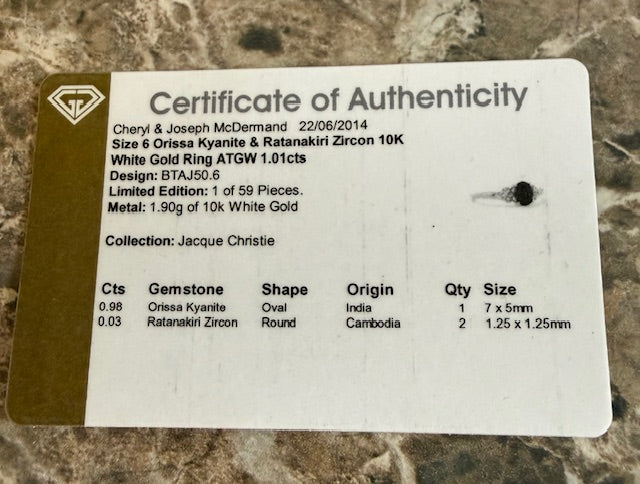 Certificate of Authenticity
Cheryl & Joseph McDermand 22/06/2014
Size 6 Orissa Kyanite & Ratanakiri Zircon 10K
White Gold Ring ATGW 1.01cts
Design: BTAJ50.6
Limited Edition: 1 of 59 Pieces.
Metal: 1.90g of 10k White Gold
Collection: Jacque Christie
Cts Gemstone Shape Origin Qty Size
0.98 Orissa Kyanite Oval India 1 7 x 5mm
0.03 Ratanakiri Zircon Round Cambodia 2 1.25 x 1.25mm